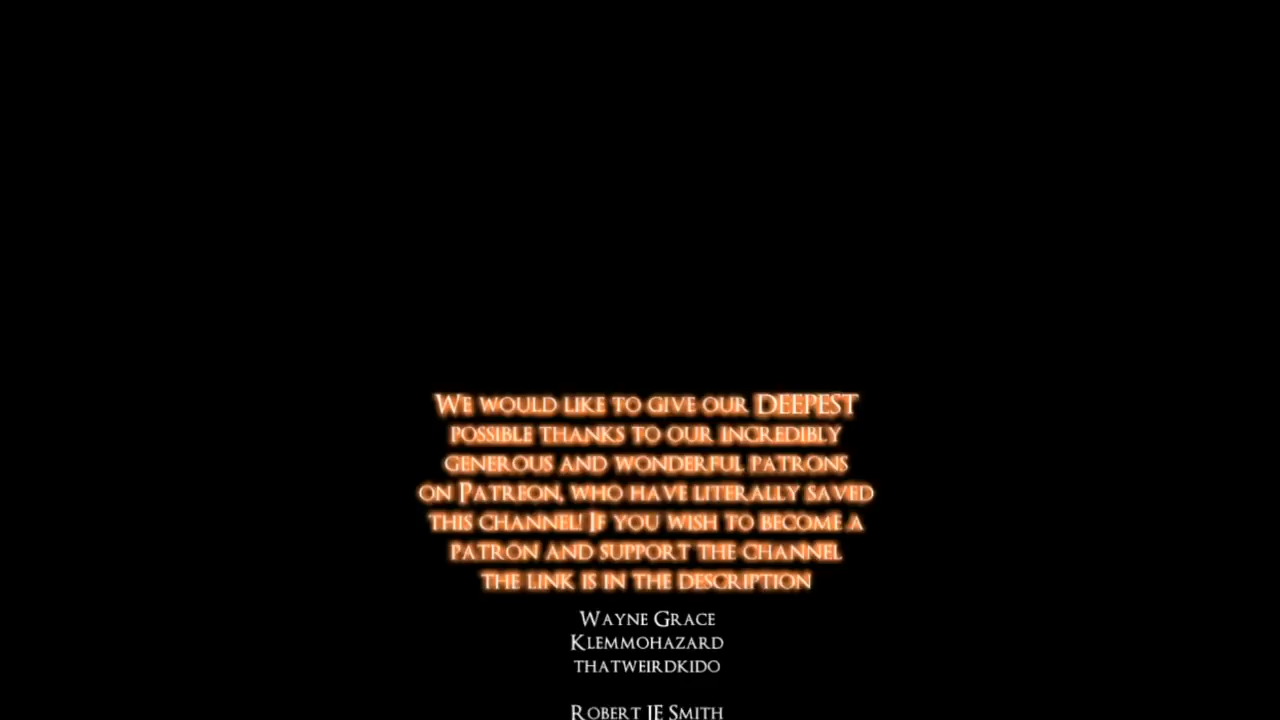 We would like to give our DEEPEST
possible thanks to our incredibly
generous and wonderful patrons
on Patreon, who have literally saved
this channel! If you wish to become a
patron and support the channel
the link is in the description
Wayne Grace
Klemmohazard
thatweirdkido
Robert JE Smith